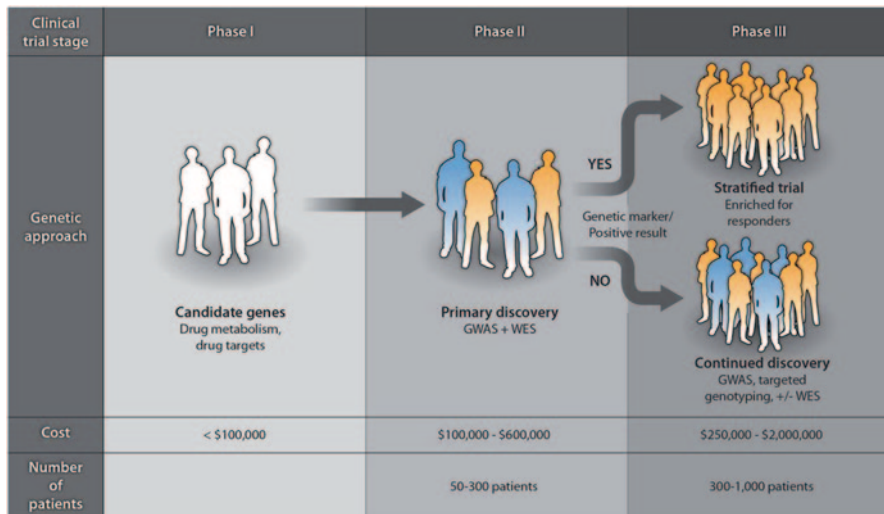 Clinical
trial stage
Phase I
Phase II
Phase III
Genetic
approach
Candidate genes
Drug metabolism,
drug targets
Primary discovery
GWAS + WES
YES
Genetic marker/
Positive result
NO
Stratified trial
Enriched for
responders
Continued discovery
GWAS, targeted
genotyping, +/- WES
Cost
< $100,000
$100,000 - $600,000
$250,000 - $2,000,000
Number
of
patients
50-300 patients
300-1,000 patients